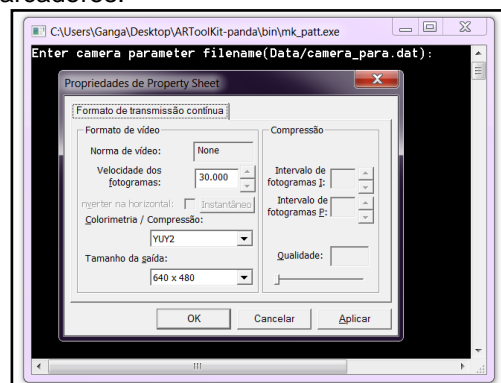 arcadores.
C:\Users\Ganga\Desktop\ARToolKit-panda\bin\mk_patt.exe
Enter camera parameter filename(Data/camera_para.dat):
Propriedades de Property Sheet
Formato de transmissão contínua
Formato de vídeo
Norma de vídeo: None
Velocidade dos fotogramas: 30.000
nverter na horizontal: Instantâneo
Colorimetria / Compressão:
YUY2
Tamanho da saída:
640 x 480
Compressão
Intervalo de
fotogramas I:
Intervalo de
fotogramas P:
Qualidade:
OK Cancelar Aplicar